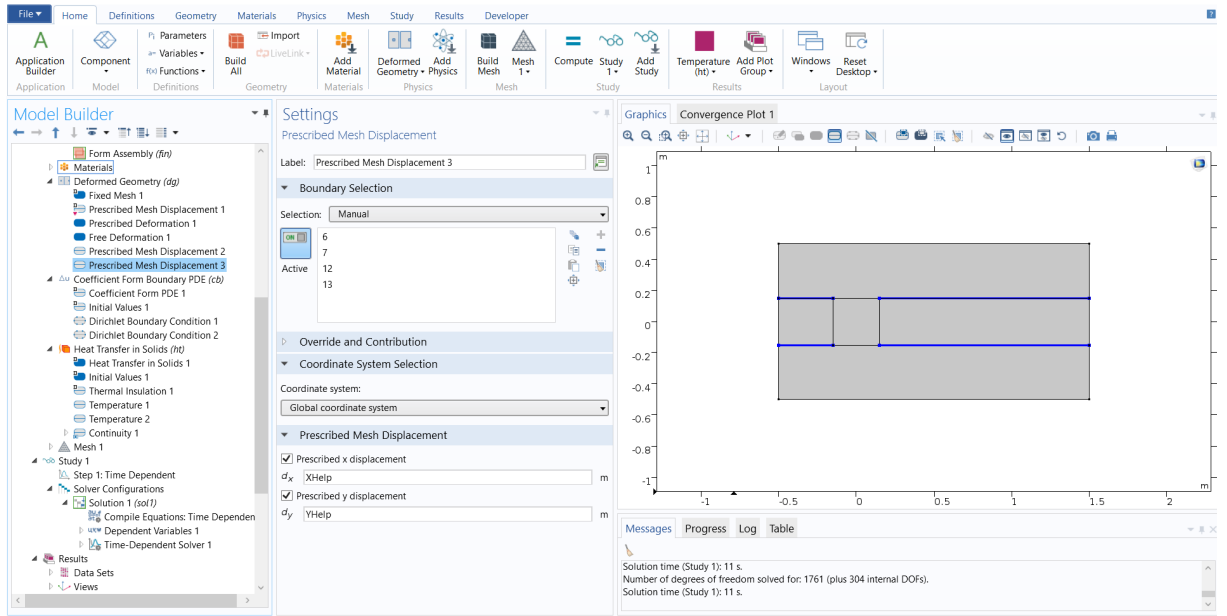 File Home Definitions Geometry Materials Physics Mesh Study Results Developer
Application Builder
Component
Pi Parameters
a= Variables
f(x) Functions
Build All
Import
LiveLink
Add Material
Deformed Geometry
Add Physics
Build Mesh
Mesh 1
Compute
Study 1
Add Study
Temperature (ht)
Add Plot Group
Windows
Reset Desktop
Application Model Definitions Geometry Materials Physics Mesh Study Results Layout
Model Builder
Form Assembly (fin)
Materials
Deformed Geometry (dg)
Fixed Mesh 1
Prescribed Mesh Displacement 1
Prescribed Deformation 1
Free Deformation 1
Prescribed Mesh Displacement 2
Prescribed Mesh Displacement 3
Δu Coefficient Form Boundary PDE (cb)
Coefficient Form PDE 1
Initial Values 1
Dirichlet Boundary Condition 1
Dirichlet Boundary Condition 2
Heat Transfer in Solids (ht)
Heat Transfer in Solids 1
Initial Values 1
Thermal Insulation 1
Temperature 1
Temperature 2
Continuity 1
Mesh 1
Study 1
Step 1: Time Dependent
Solver Configurations
Solution 1 (sol1)
Compile Equations: Time Dependen
Dependent Variables 1
Time-Dependent Solver 1
Results
Data Sets
Views
Settings
Prescribed Mesh Displacement
Label: Prescribed Mesh Displacement 3
Boundary Selection
Selection: Manual
ON
Active
6
7
12
13
Override and Contribution
Coordinate System Selection
Coordinate system:
Global coordinate system
Prescribed Mesh Displacement
Prescribed x displacement
dx XHelp m
Prescribed y displacement
dy YHelp m
Graphics Convergence Plot 1
m
1
0.8
0.6
0.4
0.2
0
-0.2
-0.4
-0.6
-0.8
-1
-1 -0.5 0 0.5 1 1.5 2
m
Messages Progress Log Table
Solution time (Study 1): 11 s.
Number of degrees of freedom solved for: 1761 (plus 304 internal DOFs).
Solution time (Study 1): 11 s.